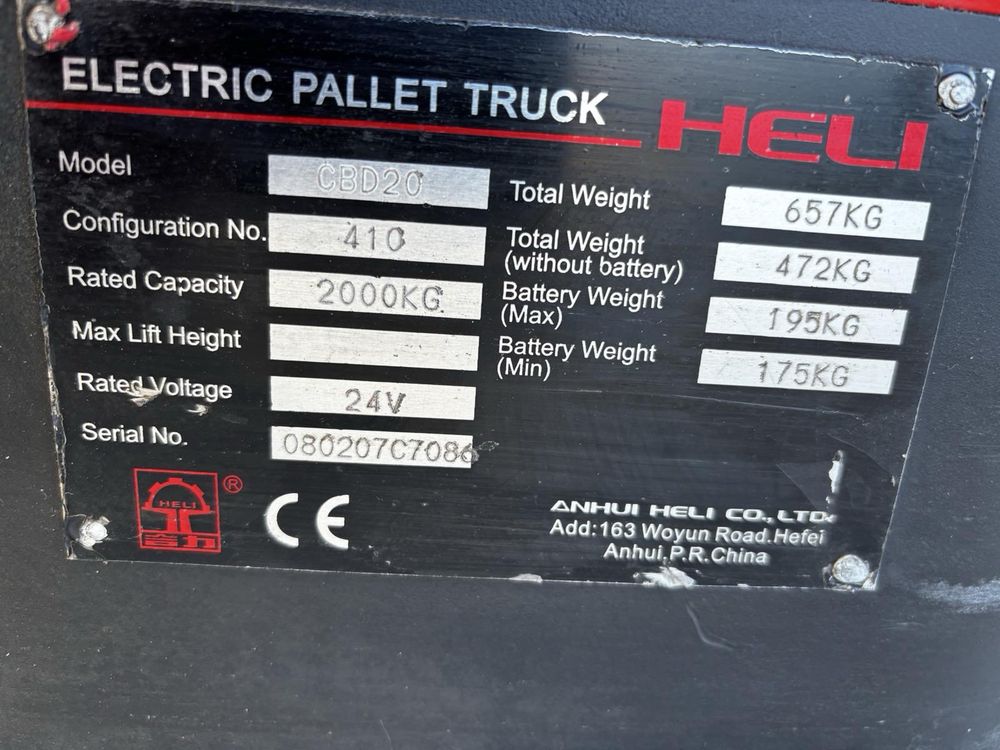 ELECTRIC PALLET TRUCK HELI
Model CBD20
Configuration No. 410
Rated Capacity 2000KG
Max Lift Height
Rated Voltage 24V
Serial No. 080207C7086
Total Weight 657KG
Total Weight
(without battery) 472KG
Battery Weight
(Max) 195KG
Battery Weight
(Min) 175KG
HELI ®
合力
CE
ANHUI HELI CO., LTD.
Add:163 Woyun Road.Hefei
Anhui,P.R.China